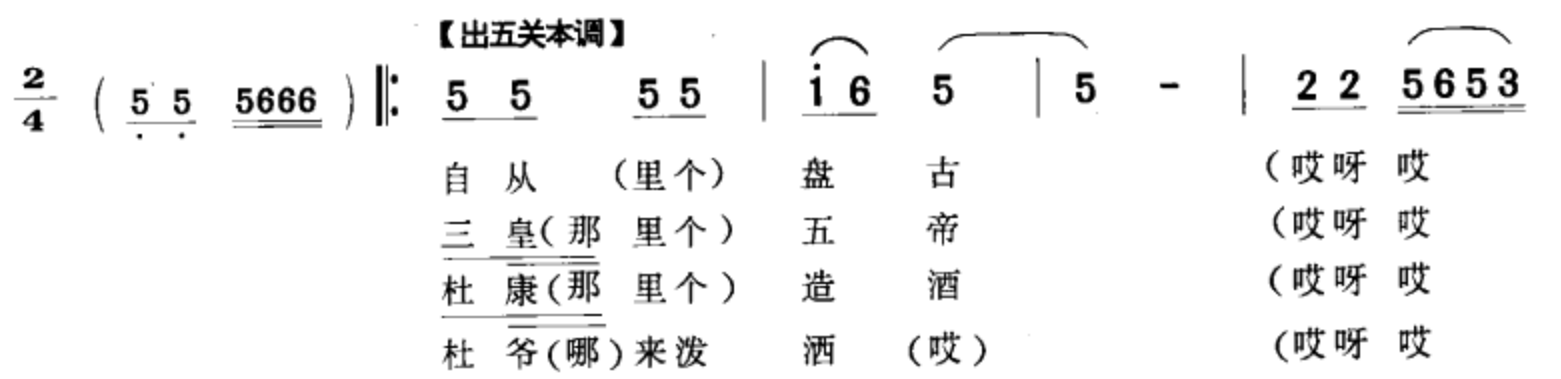 【出五关本调】
2/4 ( 5 5 5666 ) ‖: 5 5 5 5 | i 6 5 | 5 - | 2 2 5653
自 从 （里个） 盘 古 （哎呀 哎
三 皇（那 里个） 五 帝 （哎呀 哎
杜 康（那 里个） 造 酒 （哎呀 哎
杜 爷（哪）来泼 洒 （哎） （哎呀 哎